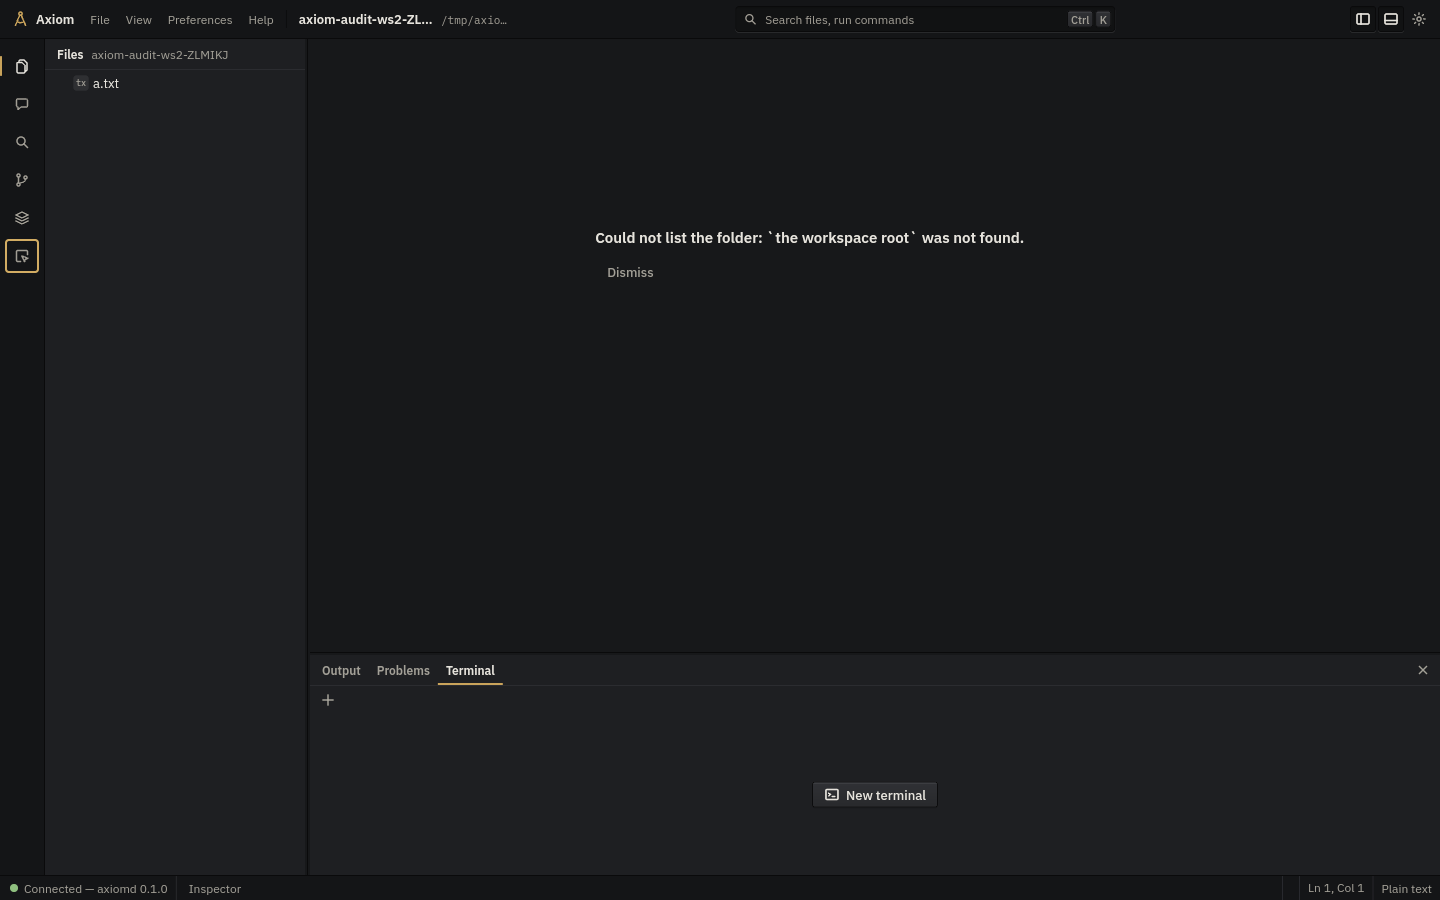 Axiom File View Preferences Help axiom-audit-ws2-ZL... /tmp/axio… Search files, run commands Ctrl K
Files axiom-audit-ws2-ZLMIKJ
tx a.txt
Could not list the folder: `the workspace root` was not found.
Dismiss
Output Problems Terminal
New terminal
Connected — axiomd 0.1.0 Inspector Ln 1, Col 1 Plain text